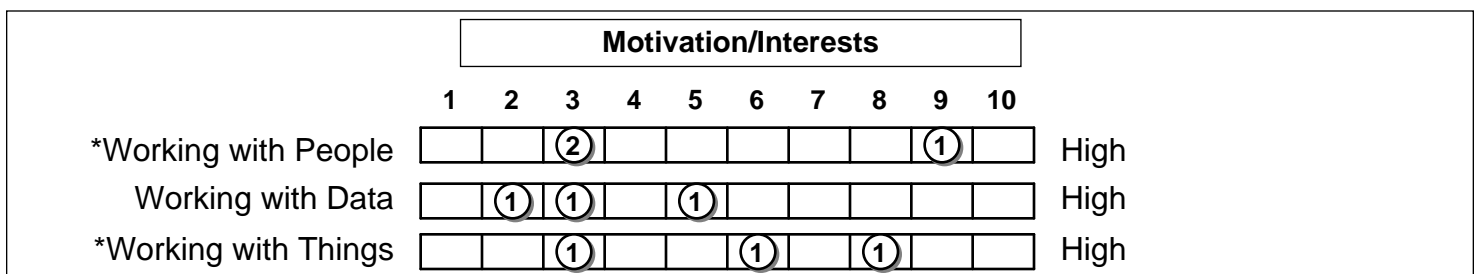 Motivation/Interests
1 2 3 4 5 6 7 8 9 10
*Working with People 2 1 High
Working with Data 1 1 1 High
*Working with Things 1 1 1 High